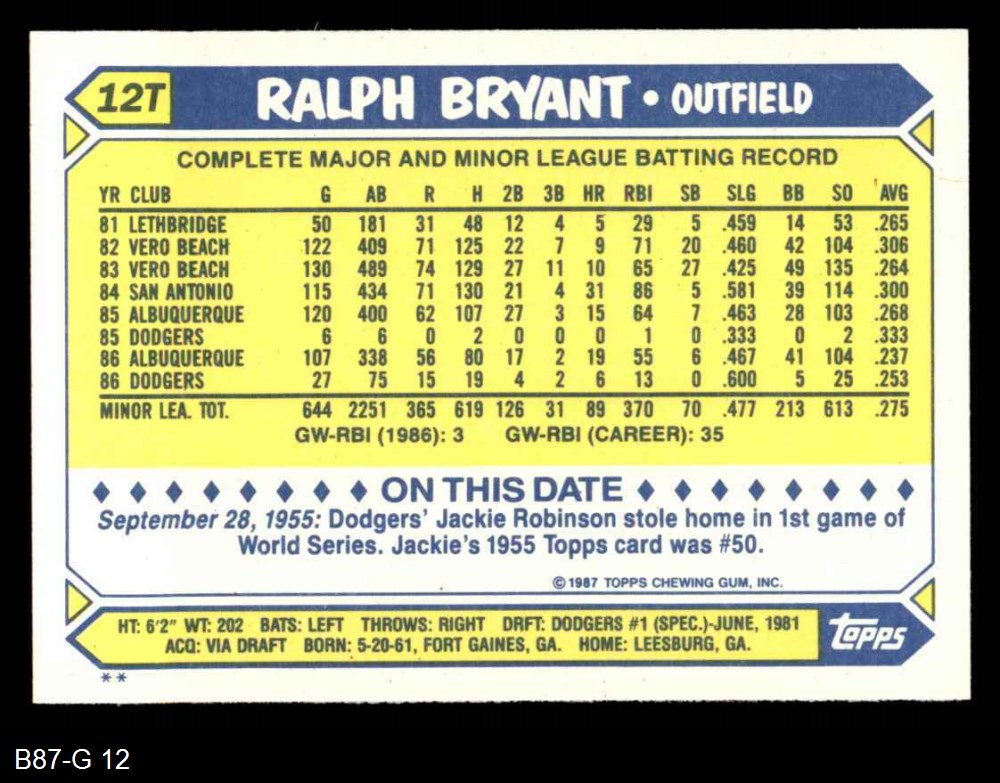 12T RALPH BRYANT • OUTFIELD
COMPLETE MAJOR AND MINOR LEAGUE BATTING RECORD
YR CLUB G AB R H 2B 3B HR RBI SB SLG BB SO AVG
81 LETHBRIDGE 50 181 31 48 12 4 5 29 5 .459 14 53 .265
82 VERO BEACH 122 409 71 125 22 7 9 71 20 .460 42 104 .306
83 VERO BEACH 130 489 74 129 27 11 10 65 27 .425 49 135 .264
84 SAN ANTONIO 115 434 71 130 21 4 31 86 5 .581 39 114 .300
85 ALBUQUERQUE 120 400 62 107 27 3 15 64 7 .463 28 103 .268
85 DODGERS 6 6 0 2 0 0 0 1 0 .333 0 2 .333
86 ALBUQUERQUE 107 338 56 80 17 2 19 55 6 .467 41 104 .237
86 DODGERS 27 75 15 19 4 2 6 13 0 .600 5 25 .253
MINOR LEA. TOT. 644 2251 365 619 126 31 89 370 70 .477 213 613 .275
GW-RBI (1986): 3 GW-RBI (CAREER): 35
ON THIS DATE
September 28, 1955: Dodgers' Jackie Robinson stole home in 1st game of
World Series. Jackie's 1955 Topps card was #50.
© 1987 TOPPS CHEWING GUM, INC.
HT: 6'2" WT: 202 BATS: LEFT THROWS: RIGHT DRFT: DODGERS #1 (SPEC.)-JUNE, 1981
ACQ: VIA DRAFT BORN: 5-20-61, FORT GAINES, GA. HOME: LEESBURG, GA.
topps
**
B87-G 12